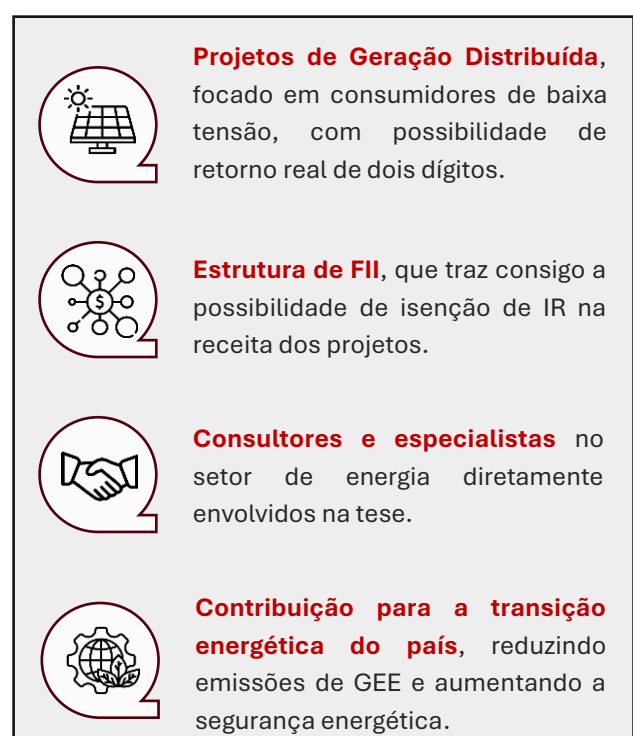 Projetos de Geração Distribuída,
focado em consumidores de baixa
tensão, com possibilidade de
retorno real de dois dígitos.
$
Estrutura de FII, que traz consigo a
possibilidade de isenção de IR na
receita dos projetos.
Consultores e especialistas no
setor de energia diretamente
envolvidos na tese.
Contribuição para a transição
energética do país, reduzindo
emissões de GEE e aumentando a
segurança energética.